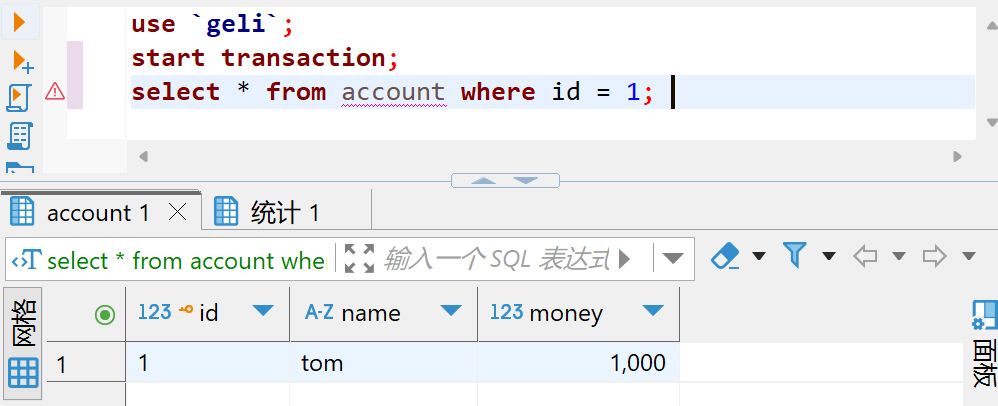 use `geli`;
start transaction;
select * from account where id = 1;
account 1
统计 1
T select * from account whe
输入一个 SQL 表达式
网格
123 id
A-Z name
123 money
1
1
tom
1,000
面板